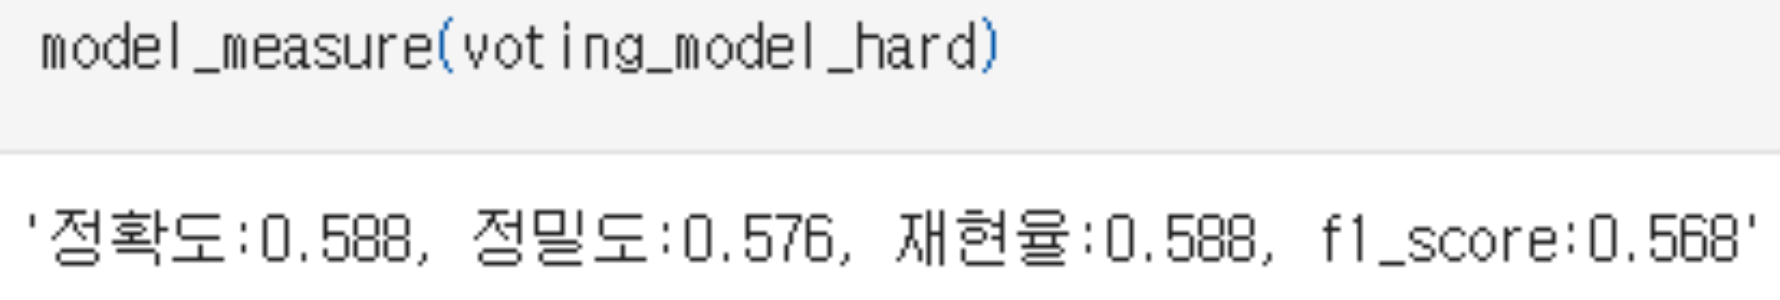 model_measure(voting_model_hard)
'정확도:0.588, 정밀도:0.576, 재현율:0.588, f1_score:0.568'